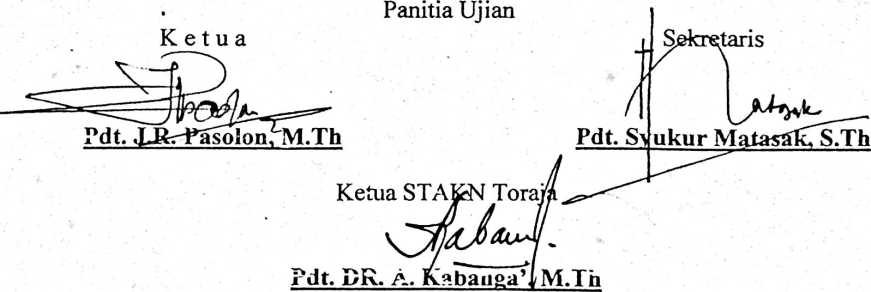 Panitia Ujian
K e t u a
Sekretaris
Pdt. J.R. Pasolon, M.Th
Pdt. Syukur Matasak, S.Th
Ketua STAKN Toraja
Pdt. DR. A. Kabanga', M.Th